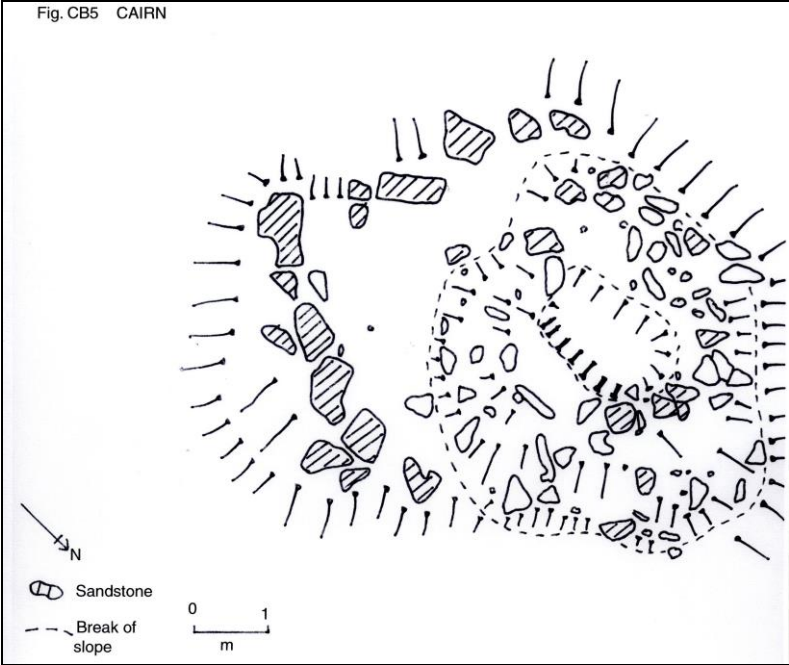 Fig. CB5 CAIRN
N
Sandstone
Break of
slope
0 1
m